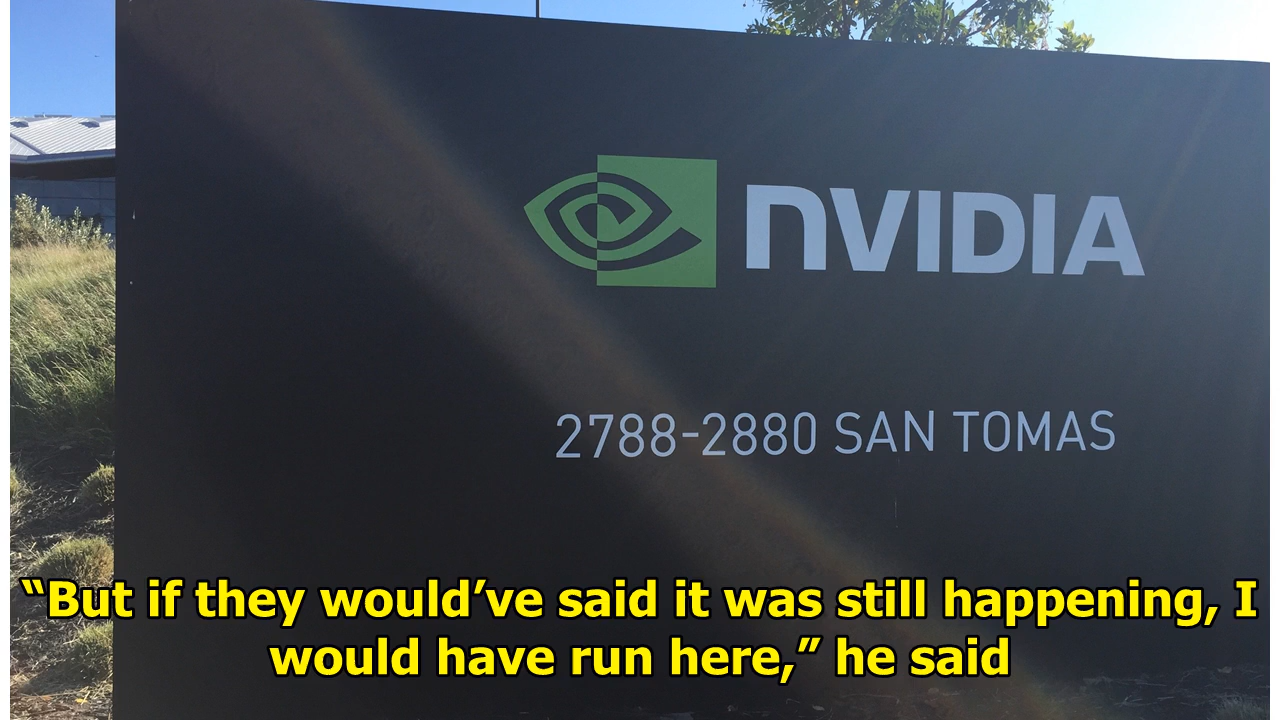 NVIDIA
2788-2880 SAN TOMAS
“But if they would’ve said it was still happening, I
would have run here,” he said